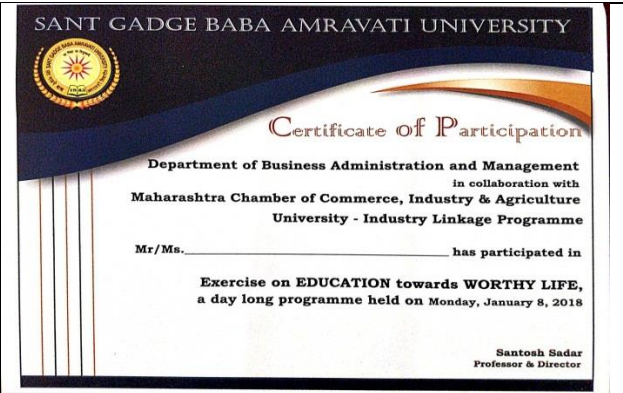 SANT GADGE BABA AMRAVATI UNIVERSITY
Certificate of Participation
Department of Business Administration and Management
in collaboration with
Maharashtra Chamber of Commerce, Industry & Agriculture
University - Industry Linkage Programme
Mr/Ms. has participated in
Exercise on EDUCATION towards WORTHY LIFE,
a day long programme held on Monday, January 8, 2018
Santosh Sadar
Professor & Director